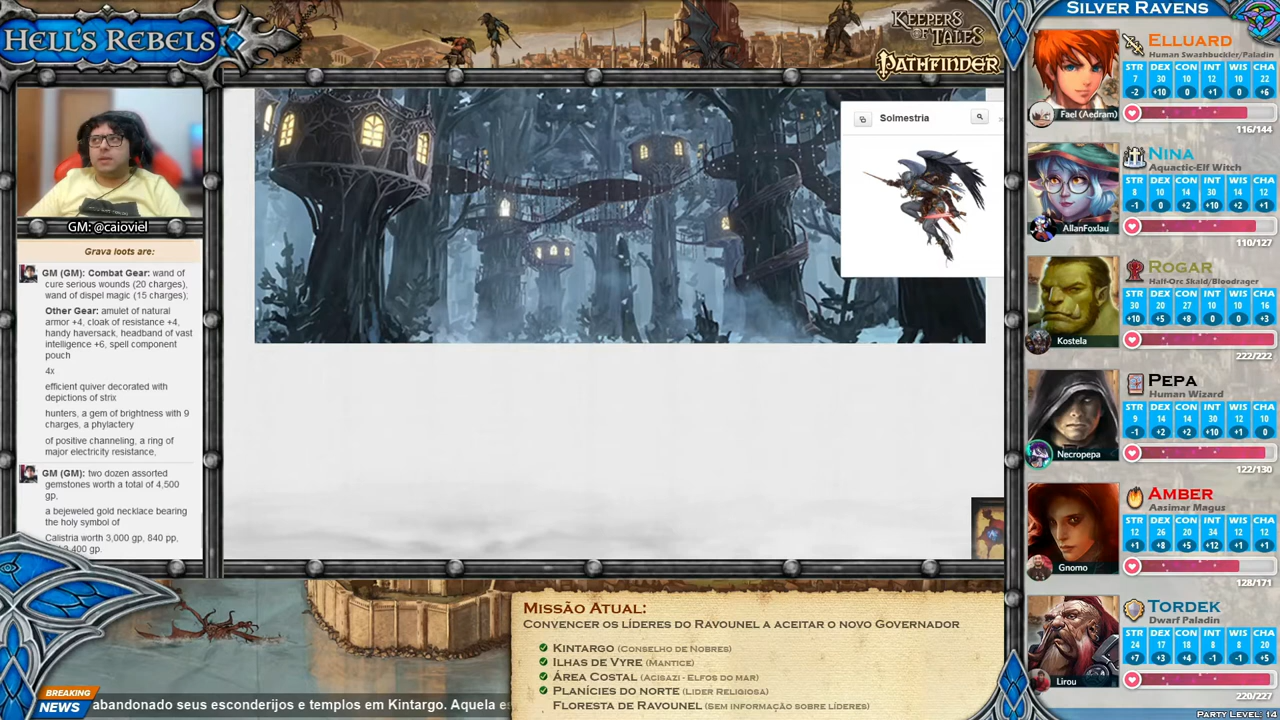 HELL'S REBELS
KEEPERS OF TALES
PATHFINDER
GM: @caioviel
Grava loots are:
GM (GM): Combat Gear: wand of
cure serious wounds (20 charges),
wand of dispel magic (15 charges);
Other Gear: amulet of natural
armor +4, cloak of resistance +4,
handy haversack, headband of vast
intelligence +6, spell component
pouch
4x
efficient quiver decorated with
depictions of strix
hunters, a gem of brightness with 9
charges, a phylactery
of positive channeling, a ring of
major electricity resistance,
GM (GM): two dozen assorted
gemstones worth a total of 4,500
gp,
a bejeweled gold necklace bearing
the holy symbol of
Calistria worth 3,000 gp, 840 pp,
3,400 gp.
Solmestria
SILVER RAVENS
ELLUARD
Human Swashbuckler/Paladin
STR DEX CON INT WIS CHA
7 30 10 12 10 22
-2 +10 0 +1 0 +6
Fael (Aedram)
116/144
NINA
Aquactic-Elf Witch
STR DEX CON INT WIS CHA
8 10 14 30 14 12
-1 0 +2 +10 +2 +1
AllanFoxlau
110/127
ROGAR
Half-Orc Skald/Bloodrager
STR DEX CON INT WIS CHA
30 20 27 10 10 16
+10 +5 +8 0 0 +3
Kostela
222/222
PEPA
Human Wizard
STR DEX CON INT WIS CHA
9 14 14 30 12 10
-1 +2 +2 +10 +1 0
Necropepa
122/130
AMBER
Aasimar Magus
STR DEX CON INT WIS CHA
12 26 20 34 12 12
+1 +8 +5 +12 +1 +1
Gnomo
128/171
TORDEK
Dwarf Paladin
STR DEX CON INT WIS CHA
24 17 18 8 8 20
+7 +3 +4 -1 -1 +5
Lirou
220/227
PARTY LEVEL: 14
MISSÃO ATUAL:
CONVENCER OS LÍDERES DO RAVOUNEL A ACEITAR O NOVO GOVERNADOR
KINTARGO (CONSELHO DE NOBRES)
ILHAS DE VYRE (MANTICE)
ÁREA COSTAL (ACISAZI - ELFOS DO MAR)
PLANÍCIES DO NORTE (LIDER RELIGIOSA)
FLORESTA DE RAVOUNEL (SEM INFORMAÇÃO SOBRE LÍDERES)
BREAKING
NEWS
abandonado seus esconderijos e templos em Kintargo. Aquela e